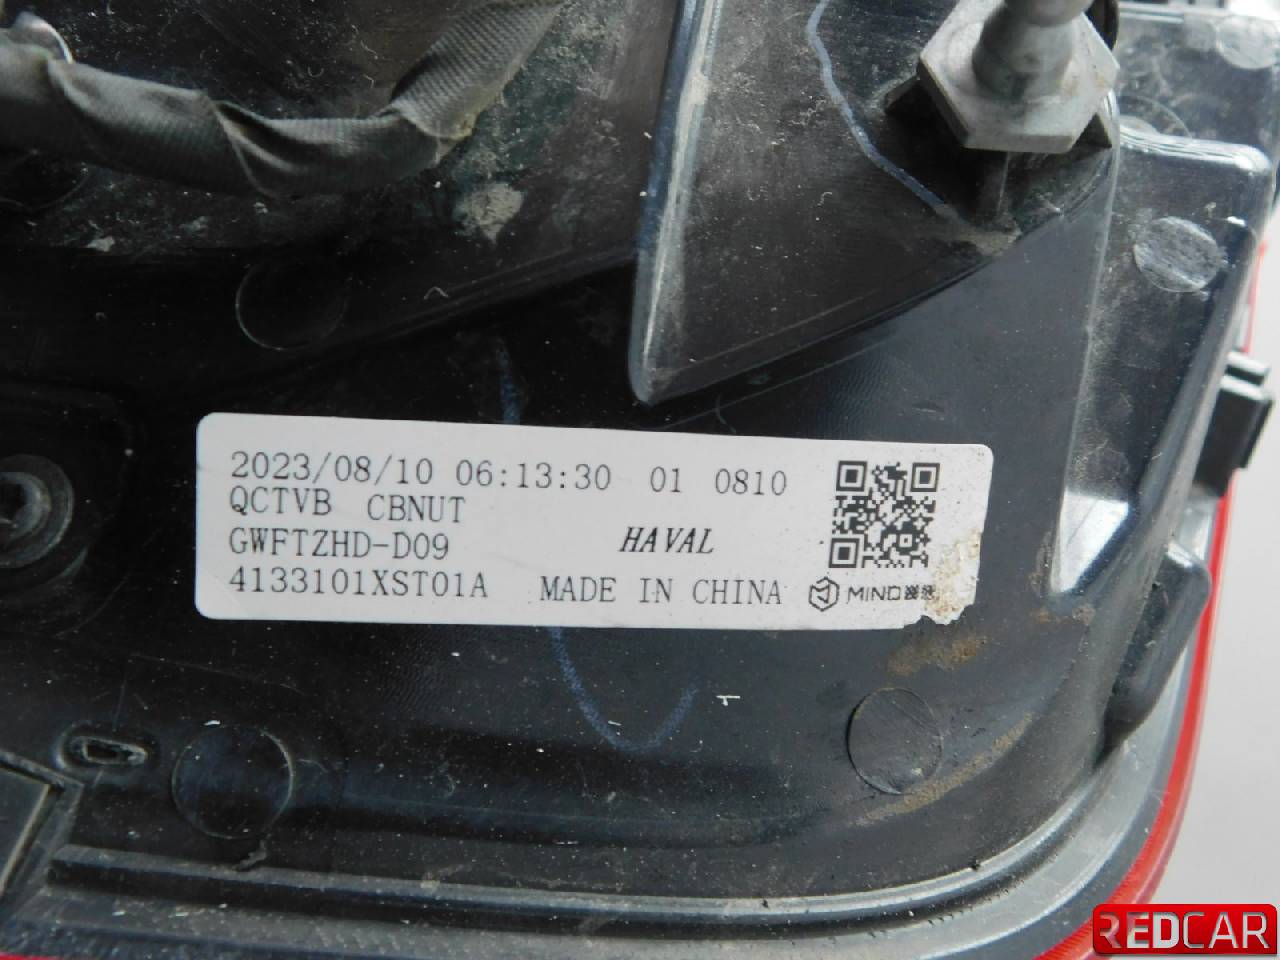 2023/08/10 06:13:30 01 0810
QCTVB CBNUT
GWFTZHD-D09 HAVAL
4133101XST01A MADE IN CHINA MIND
REDCAR